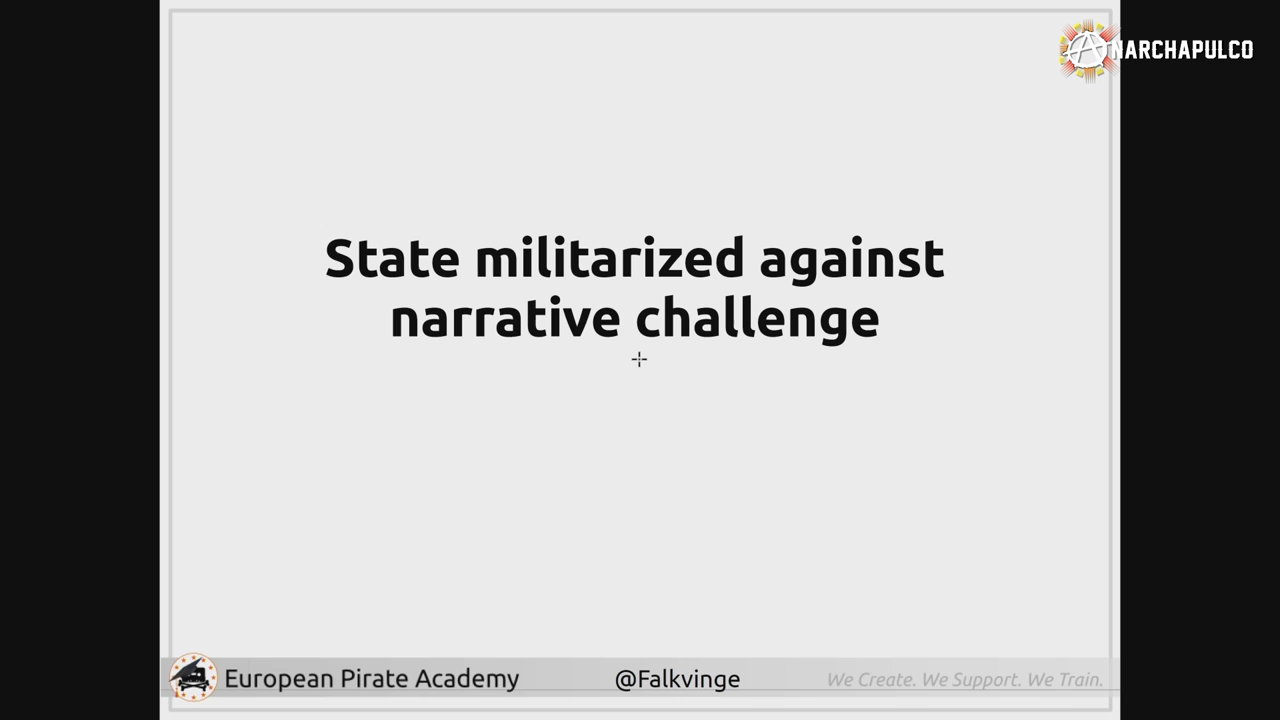 ANARCHAPULCO
State militarized against
narrative challenge
European Pirate Academy
@Falkvinge
We Create. We Support. We Train.